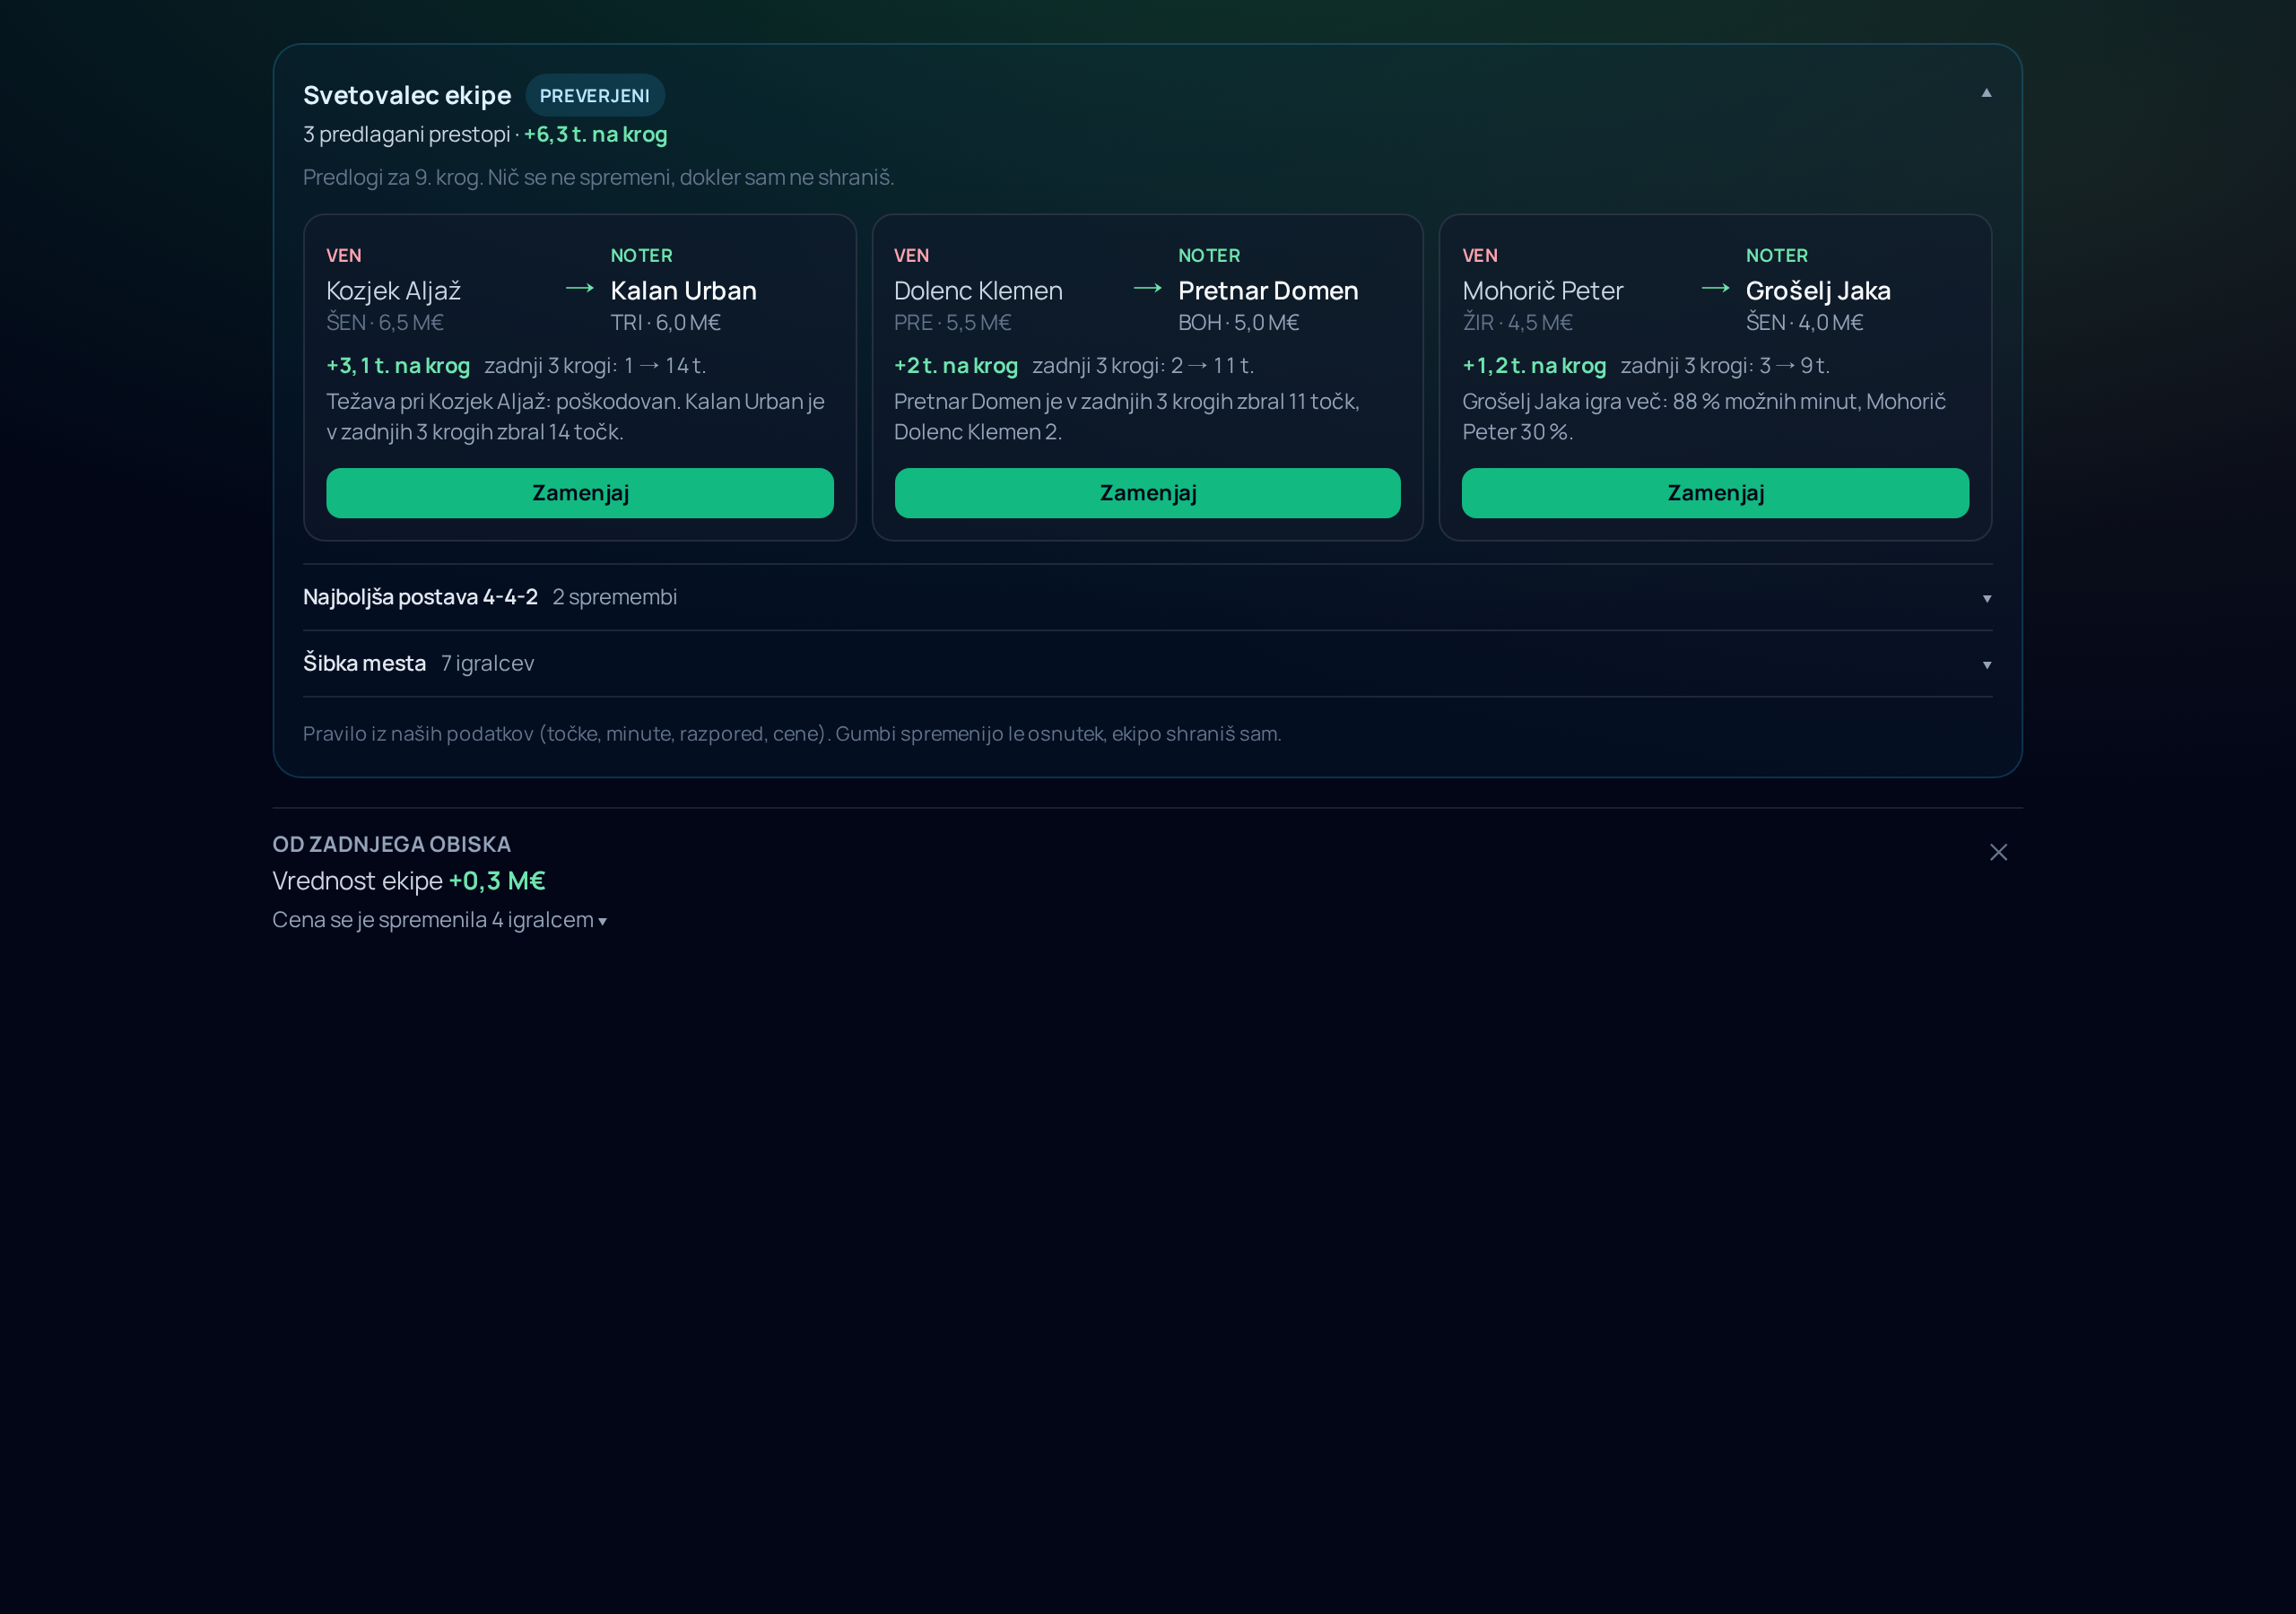 Svetovalec ekipe PREVERJENI ▲
3 predlagani prestopi · +6,3 t. na krog
Predlogi za 9. krog. Nič se ne spremeni, dokler sam ne shraniš.
VEN NOTER
Kozjek Aljaž → Kalan Urban
ŠEN · 6,5 M€ TRI · 6,0 M€
+3,1 t. na krog zadnji 3 krogi: 1 → 14 t.
Težava pri Kozjek Aljaž: poškodovan. Kalan Urban je
v zadnjih 3 krogih zbral 14 točk.
Zamenjaj
VEN NOTER
Dolenc Klemen → Pretnar Domen
PRE · 5,5 M€ BOH · 5,0 M€
+2 t. na krog zadnji 3 krogi: 2 → 11 t.
Pretnar Domen je v zadnjih 3 krogih zbral 11 točk,
Dolenc Klemen 2.
Zamenjaj
VEN NOTER
Mohorič Peter → Grošelj Jaka
ŽIR · 4,5 M€ ŠEN · 4,0 M€
+1,2 t. na krog zadnji 3 krogi: 3 → 9 t.
Grošelj Jaka igra več: 88 % možnih minut, Mohorič
Peter 30 %.
Zamenjaj
Najboljša postava 4-4-2 2 spremembi ▼
Šibka mesta 7 igralcev ▼
Pravilo iz naših podatkov (točke, minute, razpored, cene). Gumbi spremenijo le osnutek, ekipo shraniš sam.
OD ZADNJEGA OBISKA
Vrednost ekipe +0,3 M€
Cena se je spremenila 4 igralcem ▼